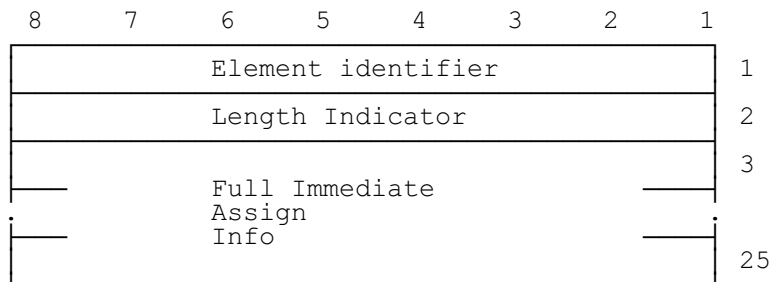 8 7 6 5 4 3 2 1
Element identifier 1
Length Indicator 2
3
Full Immediate
Assign
Info
25